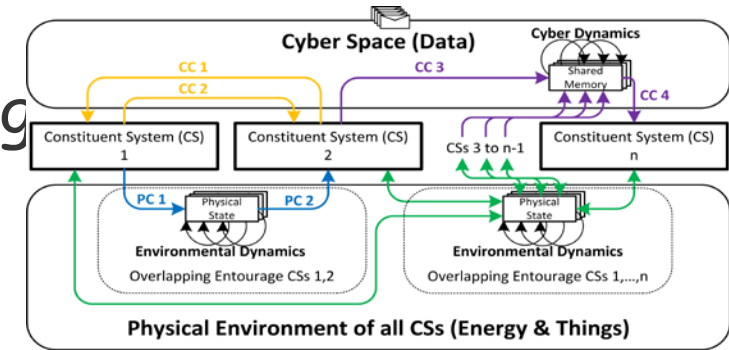 Cyber Space (Data)
Cyber Dynamics
CC 1
CC 2
CC 3
Shared
Memory
CC 4
g
Constituent System (CS)
1
Constituent System (CS)
2
CSs 3 to n-1
Constituent System (CS)
n
PC 1
Physical
State
PC 2
Physical
State
Environmental Dynamics
Overlapping Entourage CSs 1,2
Environmental Dynamics
Overlapping Entourage CSs 1,...,n
Physical Environment of all CSs (Energy & Things)